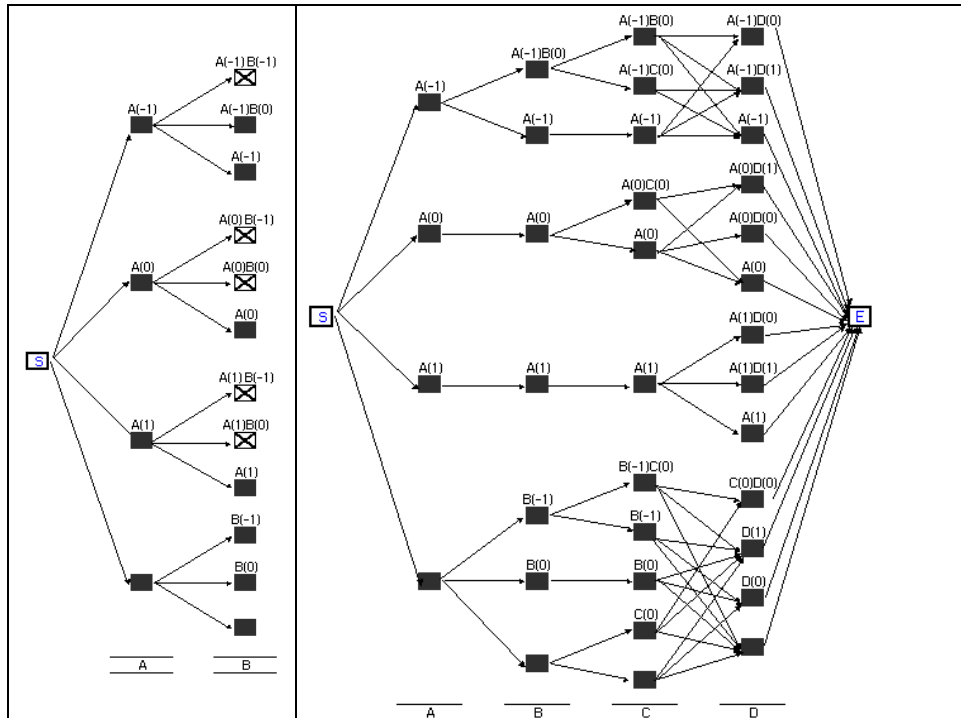 A(-1)B(-1)
A(-1)
A(-1)B(0)
A(-1)
A(0)B(-1)
A(0)
A(0)B(0)
A(0)
S
A(1)B(-1)
A(1)
A(1)B(0)
A(1)
B(-1)
B(0)
A
B
A(-1)B(0)
A(-1)D(0)
A(-1)B(0)
A(-1)
A(-1)C(0)
A(-1)D(1)
A(-1)
A(-1)
A(-1)
A(0)D(1)
A(0)C(0)
A(0)
A(0)
A(0)
A(0)D(0)
A(0)
S
E
A(1)D(0)
A(1)
A(1)
A(1)
A(1)D(1)
A(1)
B(-1)C(0)
C(0)D(0)
B(-1)
B(-1)
D(1)
B(0)
B(0)
D(0)
C(0)
A
B
C
D